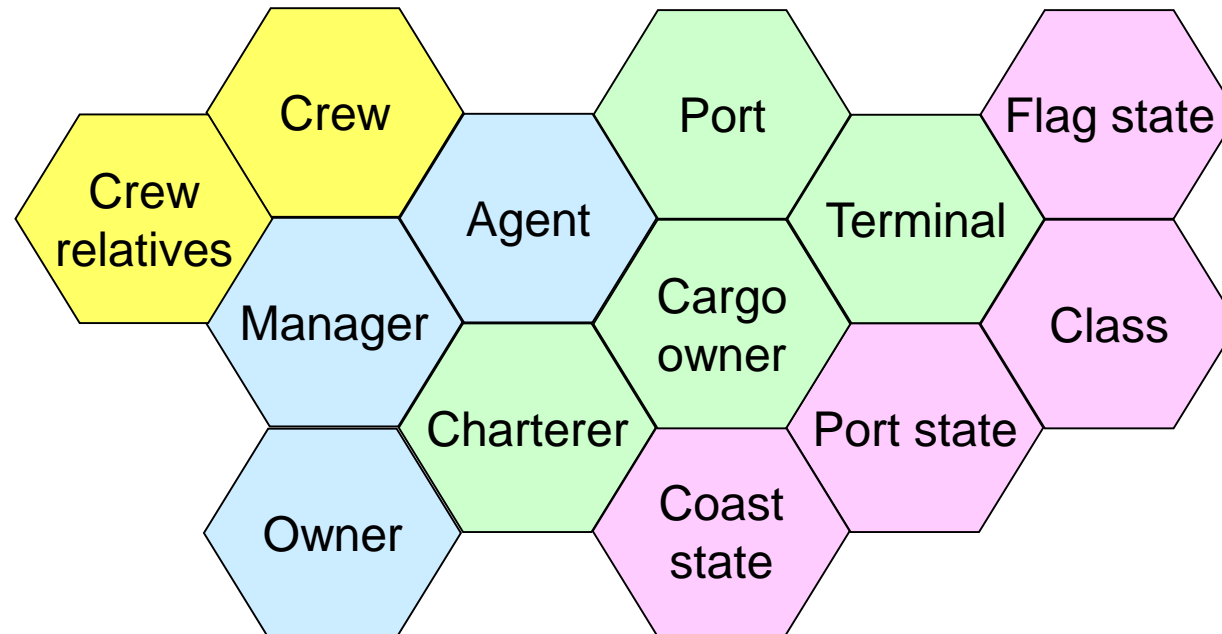 Crew
Port
Flag state
Crew
relatives
Agent
Terminal
Manager
Cargo
owner
Class
Charterer
Port state
Owner
Coast
state